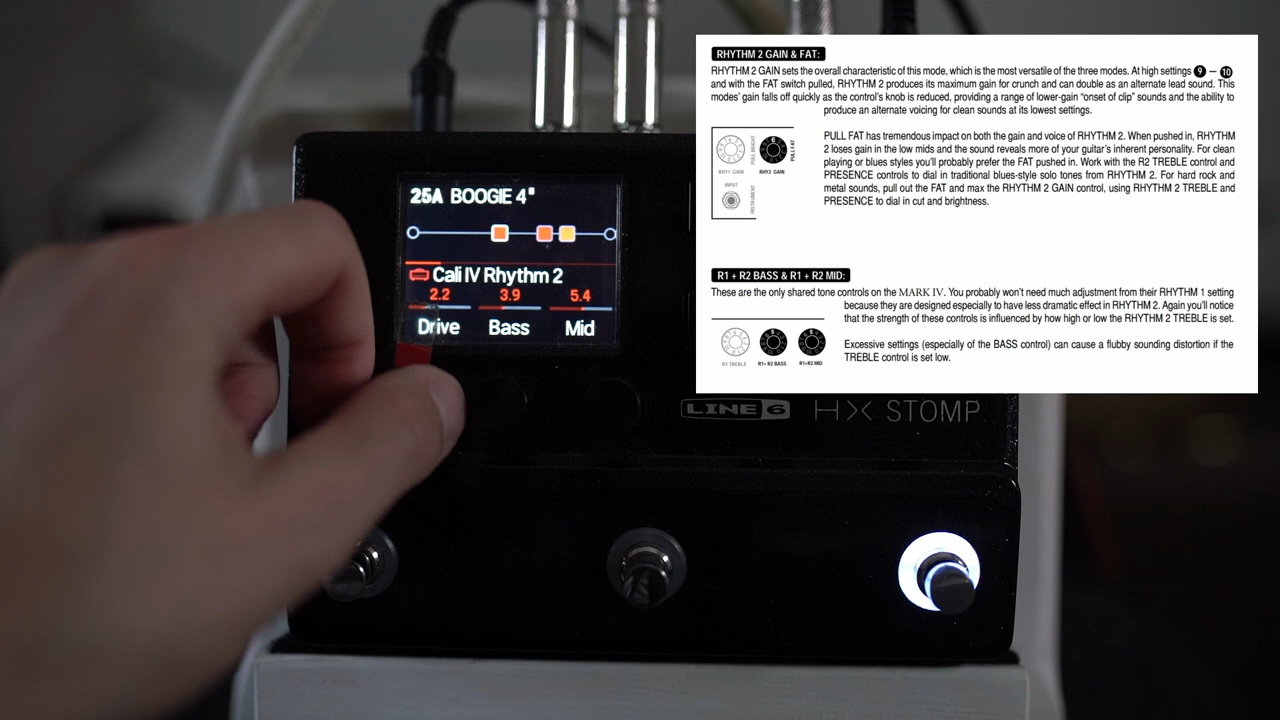 25A BOOGIE 4"
Cali IV Rhythm 2
2.2 3.9 5.4
Drive Bass Mid
LINE 6 HX STOMP
RHYTHM 2 GAIN & FAT:
RHYTHM 2 GAIN sets the overall characteristic of this mode, which is the most versatile of the three modes. At high settings 9 – 10
and with the FAT switch pulled, RHYTHM 2 produces its maximum gain for crunch and can double as an alternate lead sound. This
modes' gain falls off quickly as the control's knob is reduced, providing a range of lower-gain "onset of clip" sounds and the ability to
produce an alternate voicing for clean sounds at its lowest settings.
PULL BRIGHT
PULL FAT
RHY1 GAIN RHY2 GAIN
INPUT
INSTRUMENT
PULL FAT has tremendous impact on both the gain and voice of RHYTHM 2. When pushed in, RHYTHM
2 loses gain in the low mids and the sound reveals more of your guitar's inherent personality. For clean
playing or blues styles you'll probably prefer the FAT pushed in. Work with the R2 TREBLE control and
PRESENCE controls to dial in traditional blues-style solo tones from RHYTHM 2. For hard rock and
metal sounds, pull out the FAT and max the RHYTHM 2 GAIN control, using RHYTHM 2 TREBLE and
PRESENCE to dial in cut and brightness.
R1 + R2 BASS & R1 + R2 MID:
These are the only shared tone controls on the MARK IV. You probably won't need much adjustment from their RHYTHM 1 setting
because they are designed especially to have less dramatic effect in RHYTHM 2. Again you'll notice
that the strength of these controls is influenced by how high or low the RHYTHM 2 TREBLE is set.
R1 TREBLE R1+ R2 BASS R1+R2 MID
Excessive settings (especially of the BASS control) can cause a flubby sounding distortion if the
TREBLE control is set low.